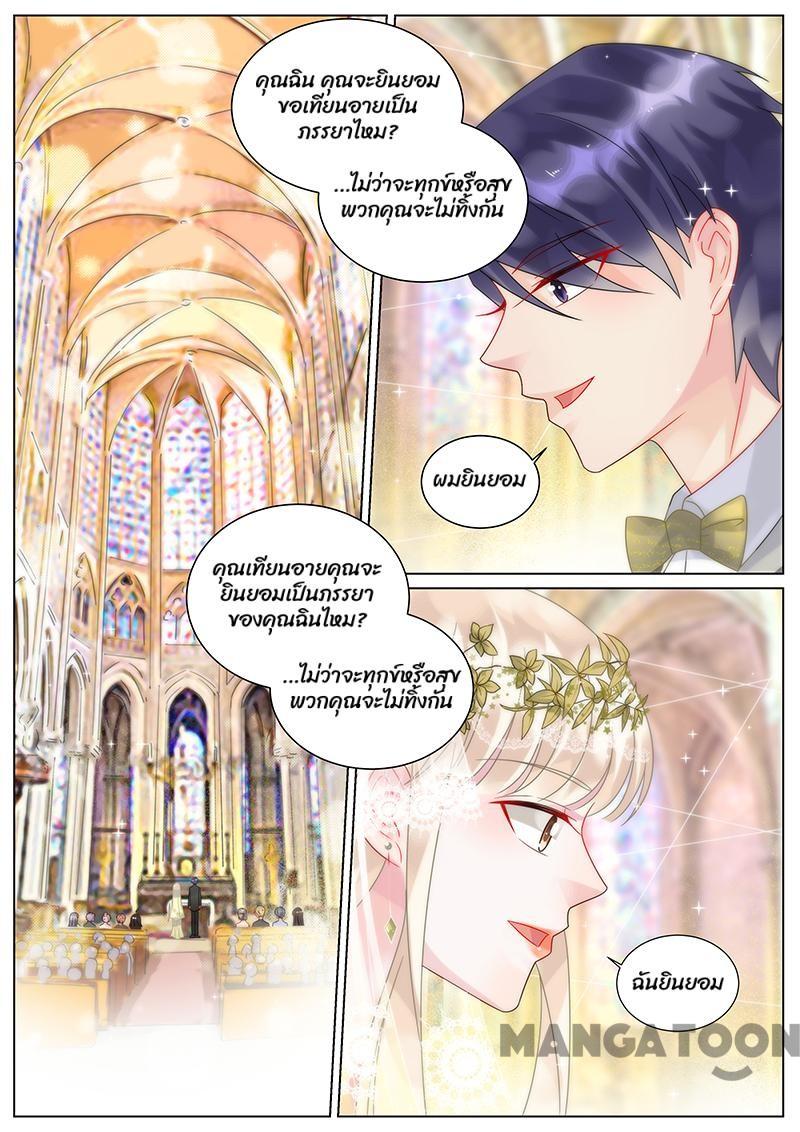 คุณฉิน คุณจะยินยอม
ขอเทียนอายเป็น
ภรรยาไหม?
...ไม่ว่าจะทุกข์หรือสุข
พวกคุณจะไม่ทิ้งกัน
ผมยินยอม
คุณเทียนอายคุณจะ
ยินยอมเป็นภรรยา
ของคุณฉินไหม?
...ไม่ว่าจะทุกข์หรือสุข
พวกคุณจะไม่ทิ้งกัน
ฉันยินยอม
MANGATOON